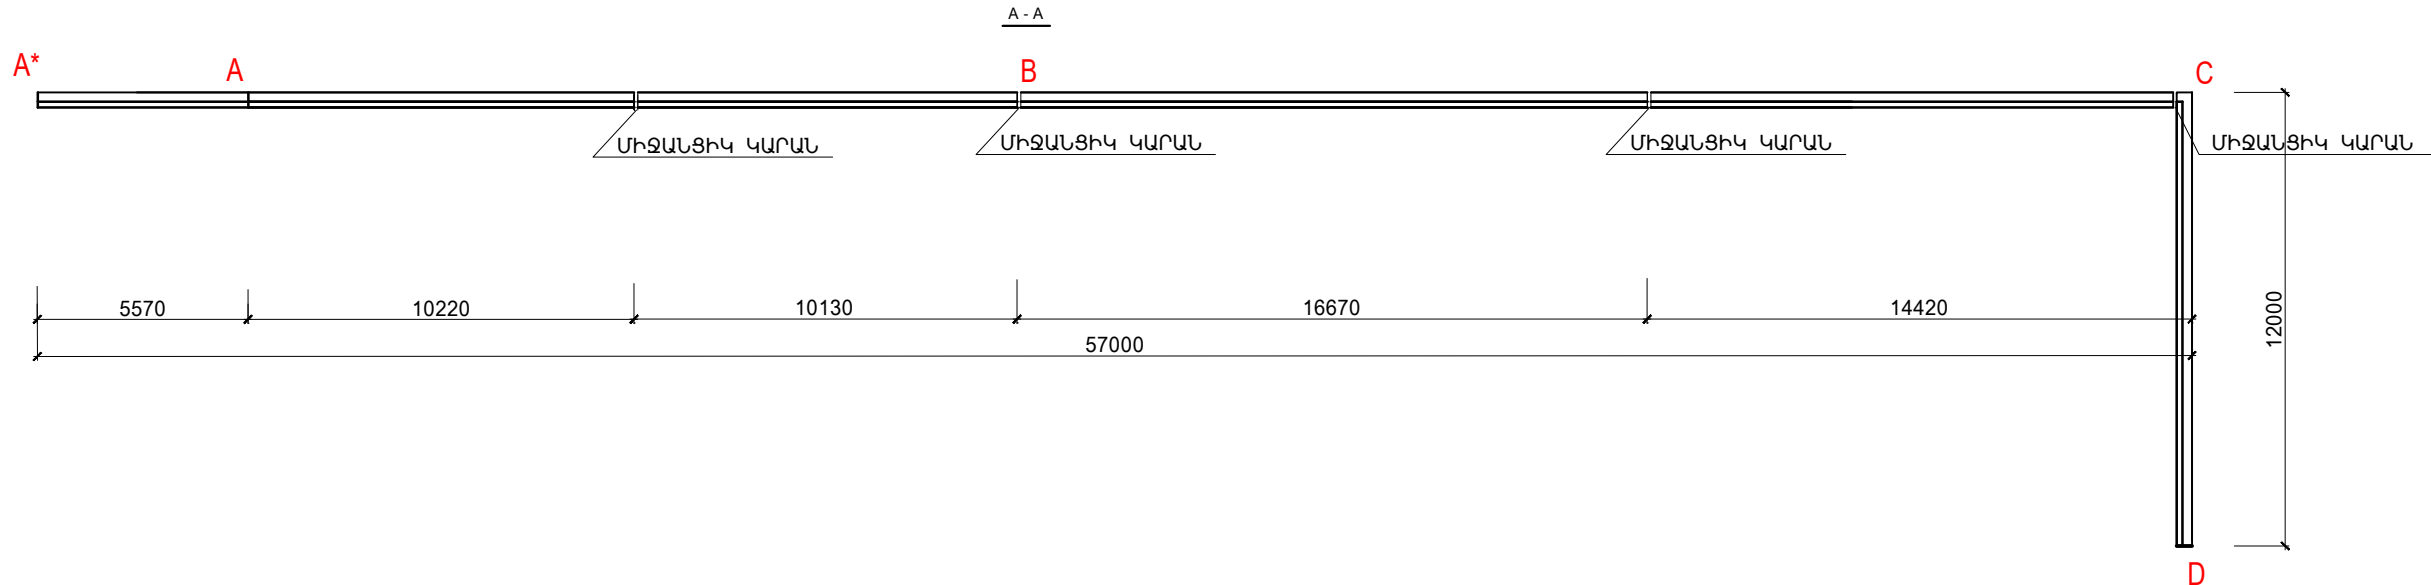 A - A
A*
A
B
C
ՄԻՋԱՆՑԻԿ ԿԱՐԱՆ
ՄԻՋԱՆՑԻԿ ԿԱՐԱՆ
ՄԻՋԱՆՑԻԿ ԿԱՐԱՆ
ՄԻՋԱՆՑԻԿ ԿԱՐԱՆ
5570
10220
10130
16670
14420
12000
57000
D